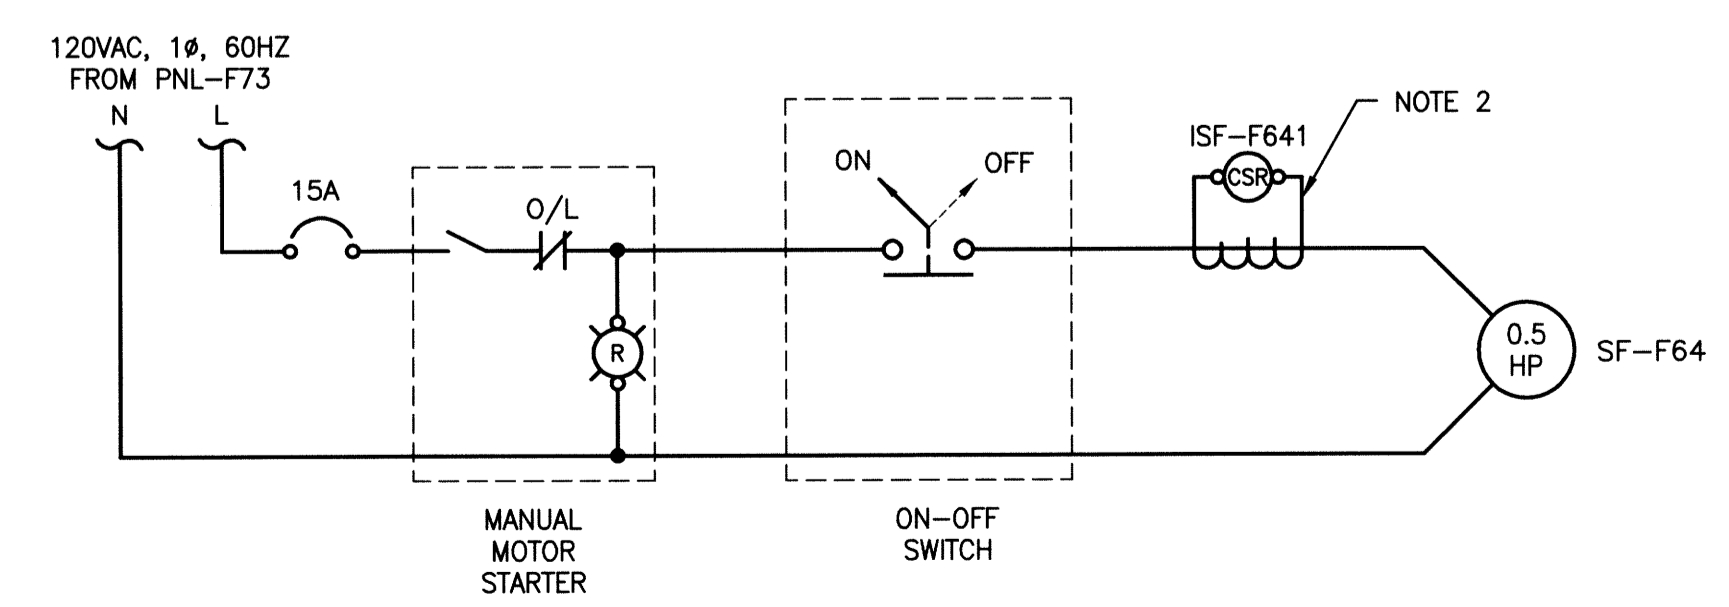 120VAC, 1ø, 60HZ
FROM PNL-F73
N
L
15A
O/L
R
MANUAL
MOTOR
STARTER
ON
OFF
ON-OFF
SWITCH
ISF-F641
CSR
NOTE 2
0.5
HP
SF-F64